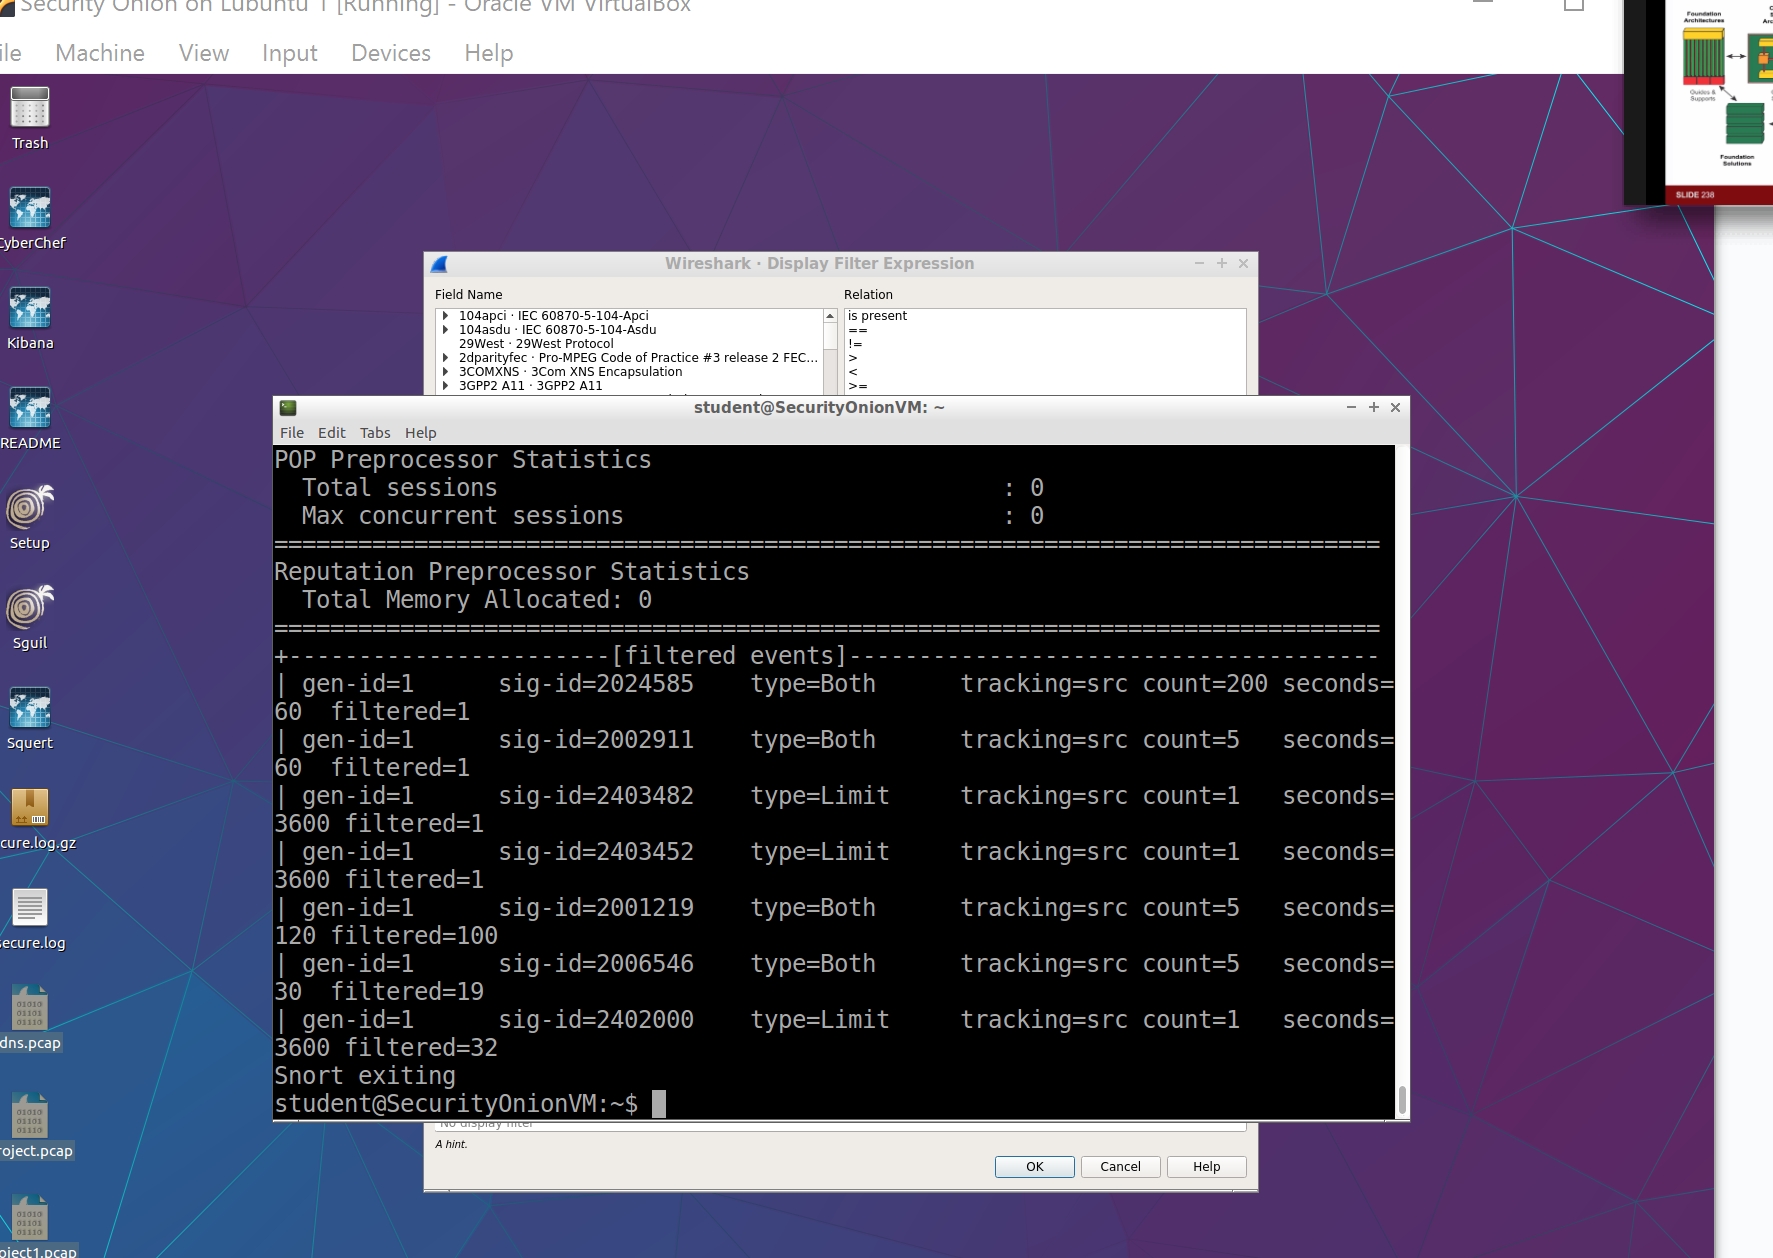 Security Onion on Lubuntu 1 [Running] - Oracle VM VirtualBox
Machine View Input Devices Help
Foundation
Architectures
Guides &
Supports
Foundation
Solutions
SLIDE 238
Trash
CyberChef
Kibana
README
Setup
Sguil
Squert
cure.log.gz
secure.log
dns.pcap
roject.pcap
oject1.pcap
Wireshark · Display Filter Expression
Field Name
Relation
104apci · IEC 60870-5-104-Apci
104asdu · IEC 60870-5-104-Asdu
29West · 29West Protocol
2dparityfec · Pro-MPEG Code of Practice #3 release 2 FEC...
3COMXNS · 3Com XNS Encapsulation
3GPP2 A11 · 3GPP2 A11
is present
==
!=
>
<
>=
student@SecurityOnionVM: ~
File Edit Tabs Help
POP Preprocessor Statistics
Total sessions : 0
Max concurrent sessions : 0
===============================================================================
Reputation Preprocessor Statistics
Total Memory Allocated: 0
===============================================================================
+-----------------------[filtered events]--------------------------------------
| gen-id=1 sig-id=2024585 type=Both tracking=src count=200 seconds=
60 filtered=1
| gen-id=1 sig-id=2002911 type=Both tracking=src count=5 seconds=
60 filtered=1
| gen-id=1 sig-id=2403482 type=Limit tracking=src count=1 seconds=
3600 filtered=1
| gen-id=1 sig-id=2403452 type=Limit tracking=src count=1 seconds=
3600 filtered=1
| gen-id=1 sig-id=2001219 type=Both tracking=src count=5 seconds=
120 filtered=100
| gen-id=1 sig-id=2006546 type=Both tracking=src count=5 seconds=
30 filtered=19
| gen-id=1 sig-id=2402000 type=Limit tracking=src count=1 seconds=
3600 filtered=32
Snort exiting
student@SecurityOnionVM:~$
No display filter
A hint.
OK
Cancel
Help